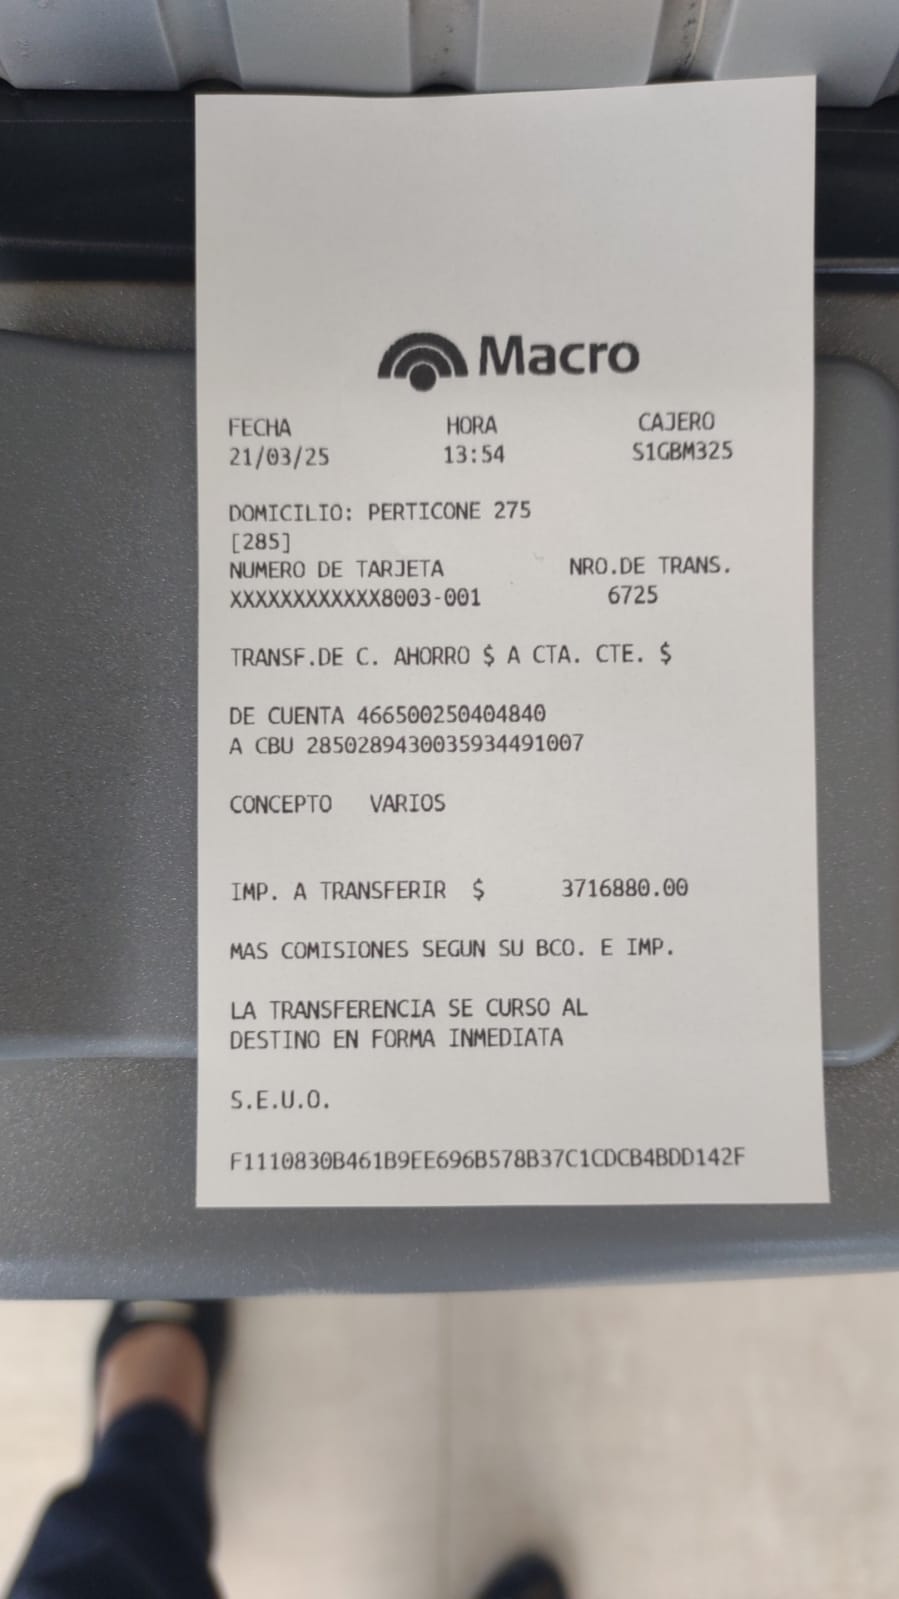 Macro
FECHA HORA CAJERO
21/03/25 13:54 S1GBM325
DOMICILIO: PERTICONE 275
[285]
NUMERO DE TARJETA NRO.DE TRANS.
XXXXXXXXXXXX8003-001 6725
TRANSF.DE C. AHORRO $ A CTA. CTE. $
DE CUENTA 466500250404840
A CBU 2850289430035934491007
CONCEPTO VARIOS
IMP. A TRANSFERIR $ 3716880.00
MAS COMISIONES SEGUN SU BCO. E IMP.
LA TRANSFERENCIA SE CURSO AL
DESTINO EN FORMA INMEDIATA
S.E.U.O.
F1110830B461B9EE696B578B37C1CDCB4BDD142F